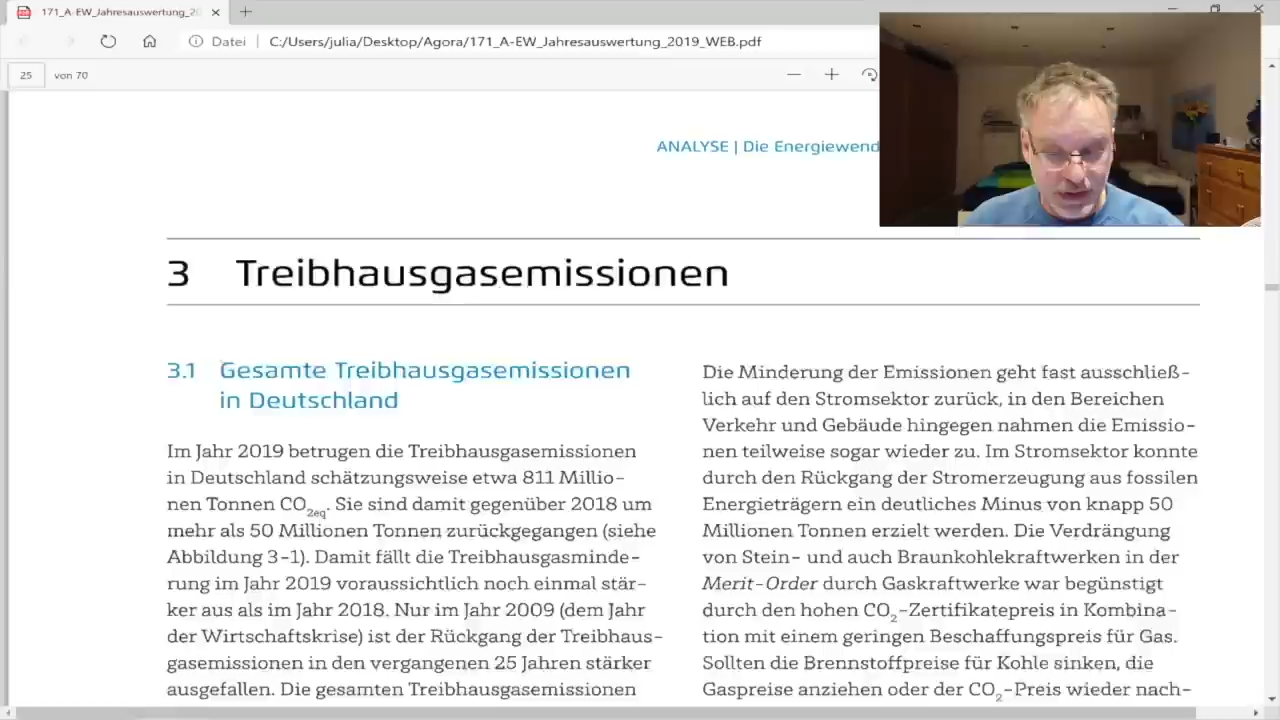 171_A-EW_Jahresauswertung_20
Datei
C:/Users/julia/Desktop/Agora/171_A-EW_Jahresauswertung_2019_WEB.pdf
25 von 70
ANALYSE | Die Energiewend
3 Treibhausgasemissionen
3.1 Gesamte Treibhausgasemissionen
in Deutschland
Im Jahr 2019 betrugen die Treibhausgasemissionen
in Deutschland schätzungsweise etwa 811 Millio-
nen Tonnen CO2eq. Sie sind damit gegenüber 2018 um
mehr als 50 Millionen Tonnen zurückgegangen (siehe
Abbildung 3-1). Damit fällt die Treibhausgasminde-
rung im Jahr 2019 voraussichtlich noch einmal stär-
ker aus als im Jahr 2018. Nur im Jahr 2009 (dem Jahr
der Wirtschaftskrise) ist der Rückgang der Treibhaus-
gasemissionen in den vergangenen 25 Jahren stärker
ausgefallen. Die gesamten Treibhausgasemissionen
Die Minderung der Emissionen geht fast ausschließ-
lich auf den Stromsektor zurück, in den Bereichen
Verkehr und Gebäude hingegen nahmen die Emissio-
nen teilweise sogar wieder zu. Im Stromsektor konnte
durch den Rückgang der Stromerzeugung aus fossilen
Energieträgern ein deutliches Minus von knapp 50
Millionen Tonnen erzielt werden. Die Verdrängung
von Stein- und auch Braunkohlekraftwerken in der
Merit-Order durch Gaskraftwerke war begünstigt
durch den hohen CO2-Zertifikatepreis in Kombina-
tion mit einem geringen Beschaffungspreis für Gas.
Sollten die Brennstoffpreise für Kohle sinken, die
Gaspreise anziehen oder der CO2-Preis wieder nach-